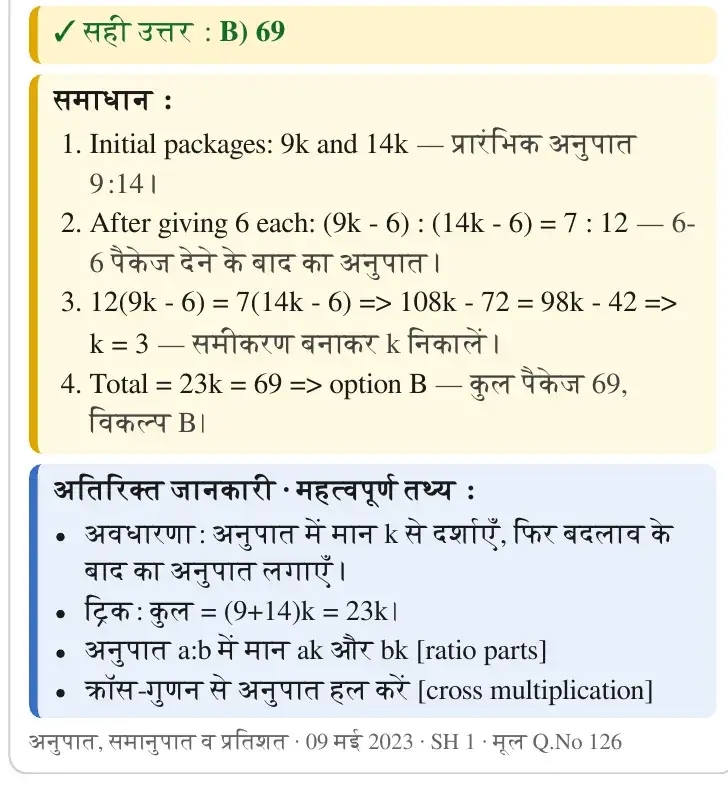 ✓ सही उत्तर : B) 69
समाधान :
1. Initial packages: 9k and 14k — प्रारंभिक अनुपात
9:14।
2. After giving 6 each: (9k - 6) : (14k - 6) = 7 : 12 — 6-
6 पैकेज देने के बाद का अनुपात।
3. 12(9k - 6) = 7(14k - 6) => 108k - 72 = 98k - 42 =>
k = 3 — समीकरण बनाकर k निकालें।
4. Total = 23k = 69 => option B — कुल पैकेज 69,
विकल्प B।
अतिरिक्त जानकारी · महत्वपूर्ण तथ्य :
• अवधारणा : अनुपात में मान k से दर्शाएँ, फिर बदलाव के
बाद का अनुपात लगाएँ।
• ट्रिक : कुल = (9+14)k = 23k।
• अनुपात a:b में मान ak और bk [ratio parts]
• क्रॉस-गुणन से अनुपात हल करें [cross multiplication]
अनुपात, समानुपात व प्रतिशत · 09 मई 2023 · SH 1 · मूल Q.No 126